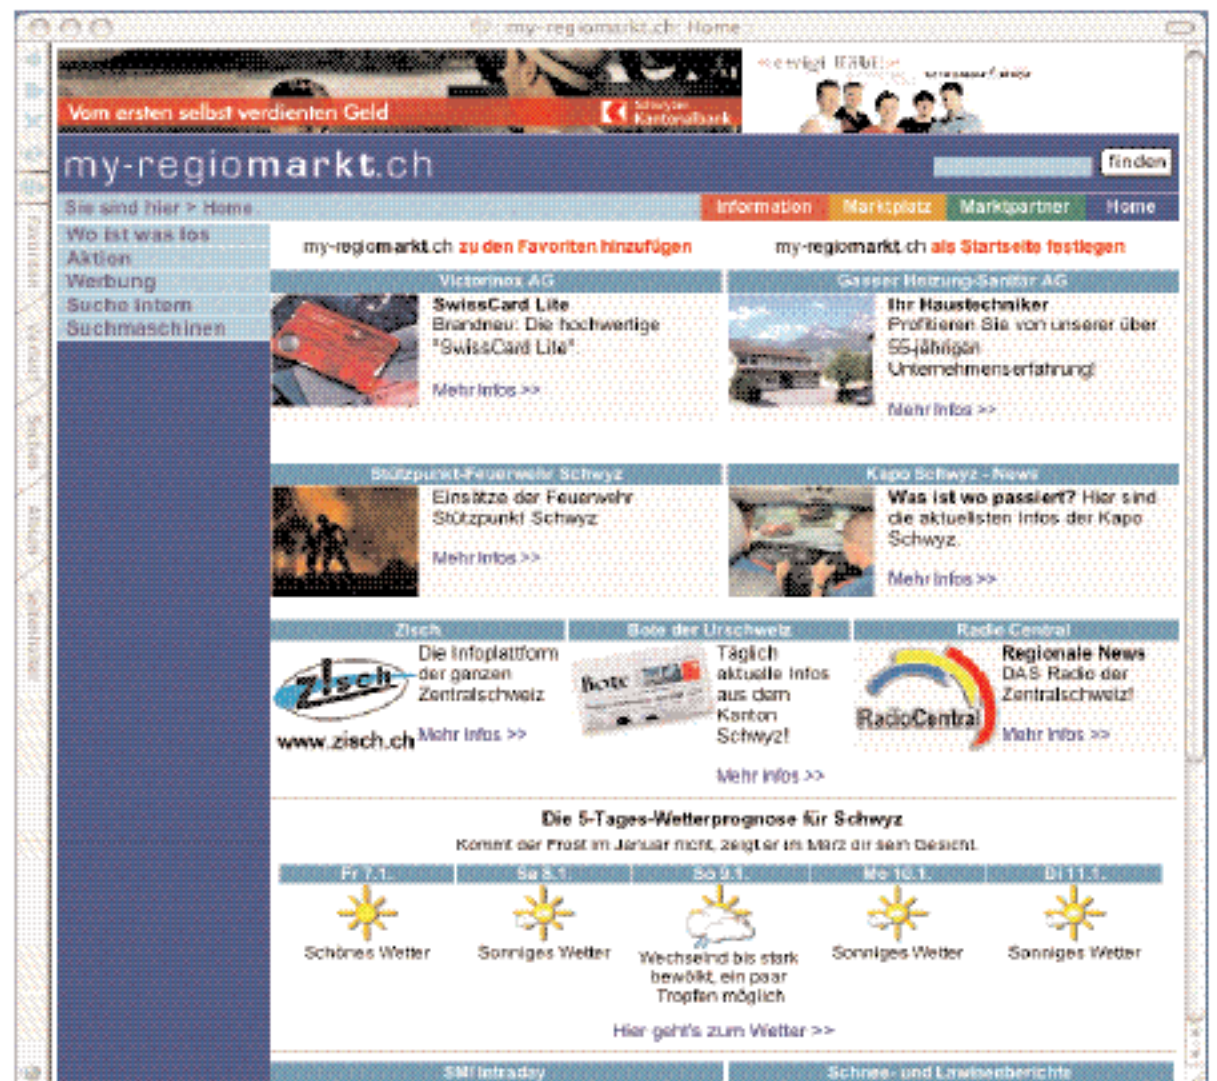 my-regiomarkt.ch: Home
Vom ersten selbst verdienten Geld
Schwyzer
Kantonalbank
my-regiomarkt.ch
finden
Sie sind hier > Home
Information
Marktplatz
Marktpartner
Home
Wo ist was los
Aktion
Werbung
Suche intern
Suchmaschinen
my-regiomarkt.ch zu den Favoriten hinzufügen
my-regiomarkt.ch als Startseite festlegen
Victorinox AG
SwissCard Lite
Brandneu: Die hochwertige
"SwissCard Lite".
Mehr Infos >>
Gasser Heizung-Sanitär AG
Ihr Haustechniker
Profitieren Sie von unserer über
55-jährigen
Unternehmenserfahrung!
Mehr Infos >>
Stützpunkt-Feuerwehr Schwyz
Einsätze der Feuerwehr
Stützpunkt Schwyz
Mehr Infos >>
Kapo Schwyz - News
Was ist wo passiert? Hier sind
die aktuellsten Infos der Kapo
Schwyz.
Mehr Infos >>
Zisch
zisch
www.zisch.ch
Die Infoplattform
der ganzen
Zentralschweiz
Mehr Infos >>
Bote der Urschweiz
Bote
Täglich
aktuelle Infos
aus dem
Kanton
Schwyz!
Mehr Infos >>
Radio Central
RadioCentral
Regionale News
DAS Radio der
Zentralschweiz!
Mehr Infos >>
Die 5-Tages-Wetterprognose für Schwyz
Kommt der Frost im Januar nicht, zeigt er im März dir sein Gesicht.
Fr 7.1.
Sa 8.1.
So 9.1.
Mo 10.1.
Di 11.1.
Schönes Wetter
Sonniges Wetter
Wechselnd bis stark
bewölkt, ein paar
Tropfen möglich
Sonniges Wetter
Sonniges Wetter
Hier geht's zum Wetter >>
SMI Intraday
Schnee- und Lawinenberichte
Favoriten
Verlauf
Suchen
Album
Seitenhalter